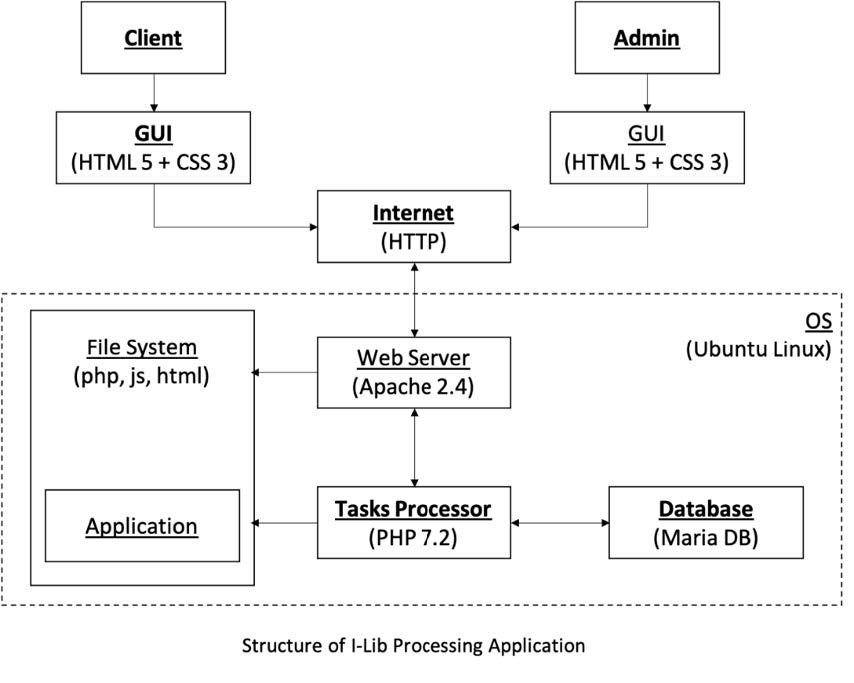 Client
Admin
GUI
(HTML 5 + CSS 3)
GUI
(HTML 5 + CSS 3)
Internet
(HTTP)
OS
(Ubuntu Linux)
File System
(php, js, html)
Web Server
(Apache 2.4)
Application
Tasks Processor
(PHP 7.2)
Database
(Maria DB)
Structure of I-Lib Processing Application